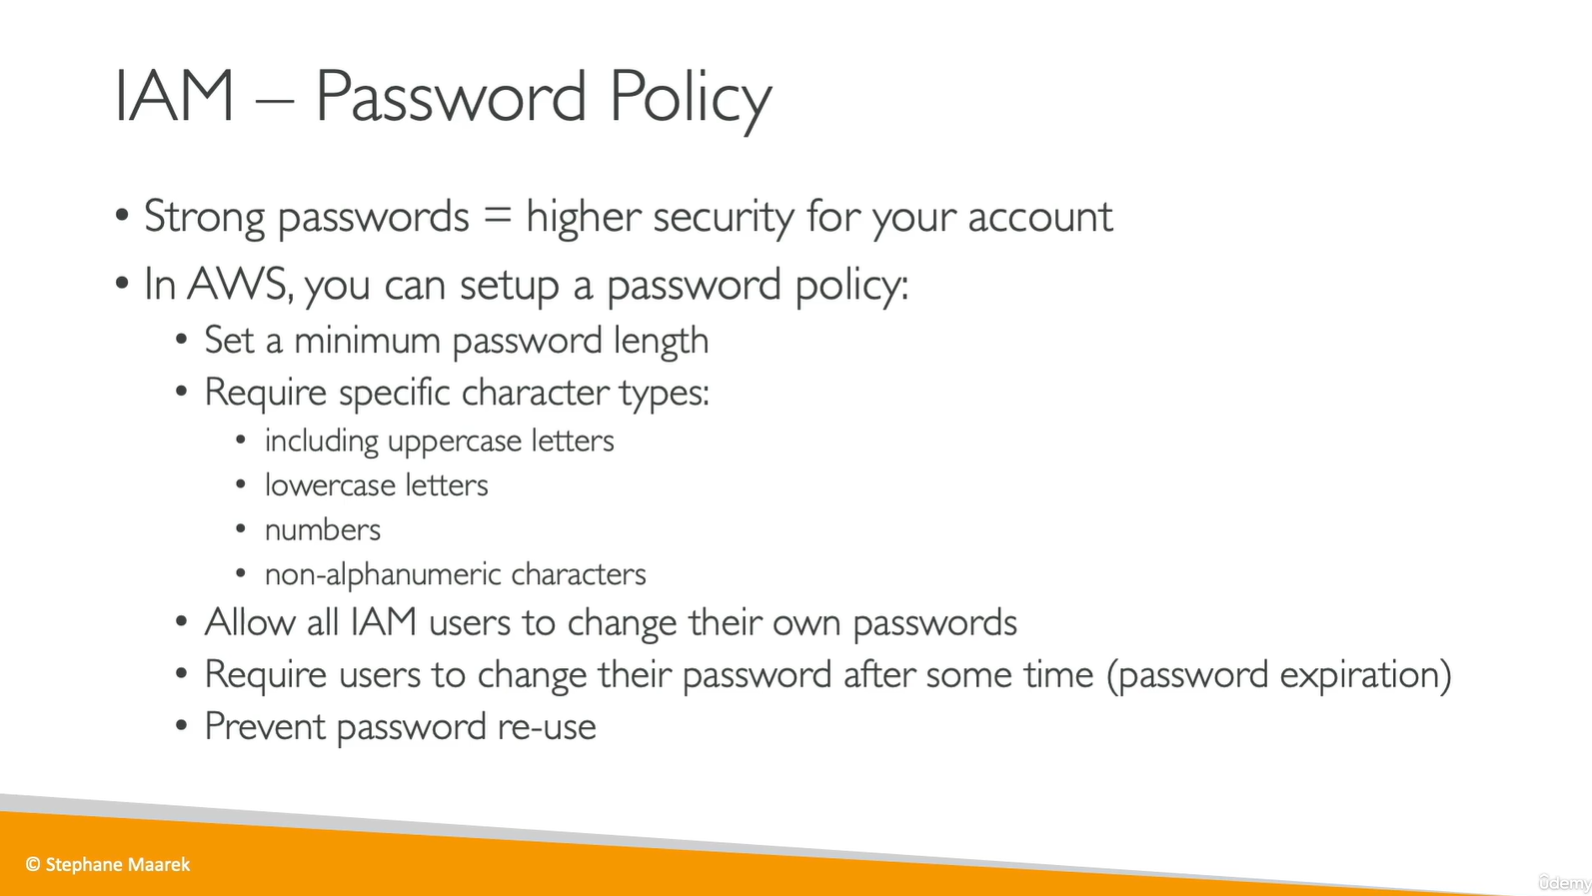 IAM – Password Policy
• Strong passwords = higher security for your account
• In AWS, you can setup a password policy:
• Set a minimum password length
• Require specific character types:
• including uppercase letters
• lowercase letters
• numbers
• non-alphanumeric characters
• Allow all IAM users to change their own passwords
• Require users to change their password after some time (password expiration)
• Prevent password re-use
© Stephane Maarek
ûdemy